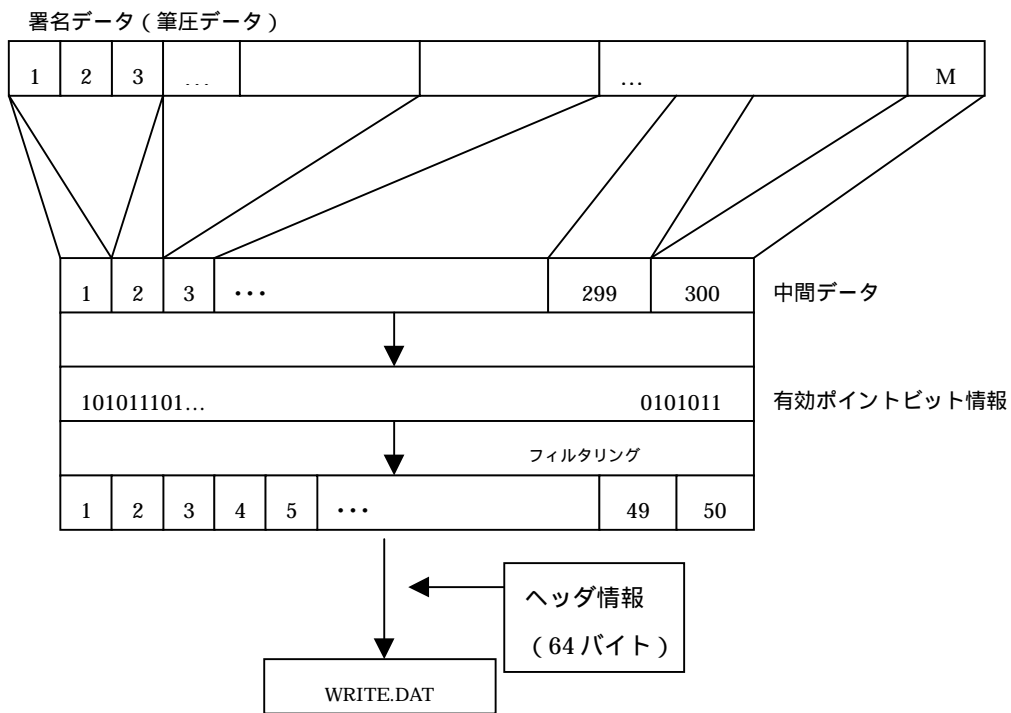 署名データ（筆圧データ）
1 2 3 … … M
1 2 3 ・・・ 299 300 中間データ
101011101… 0101011 有効ポイントビット情報
フィルタリング
1 2 3 4 5 ・・・ 49 50
ヘッダ情報
（64 バイト）
WRITE.DAT